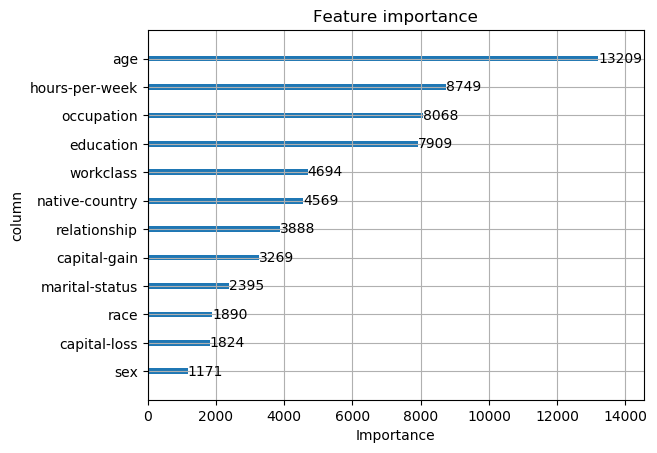 Feature importance
age 13209
hours-per-week 8749
occupation 8068
education 7909
workclass 4694
native-country 4569
relationship 3888
capital-gain 3269
marital-status 2395
race 1890
capital-loss 1824
sex 1171
column
0 2000 4000 6000 8000 10000 12000 14000
Importance